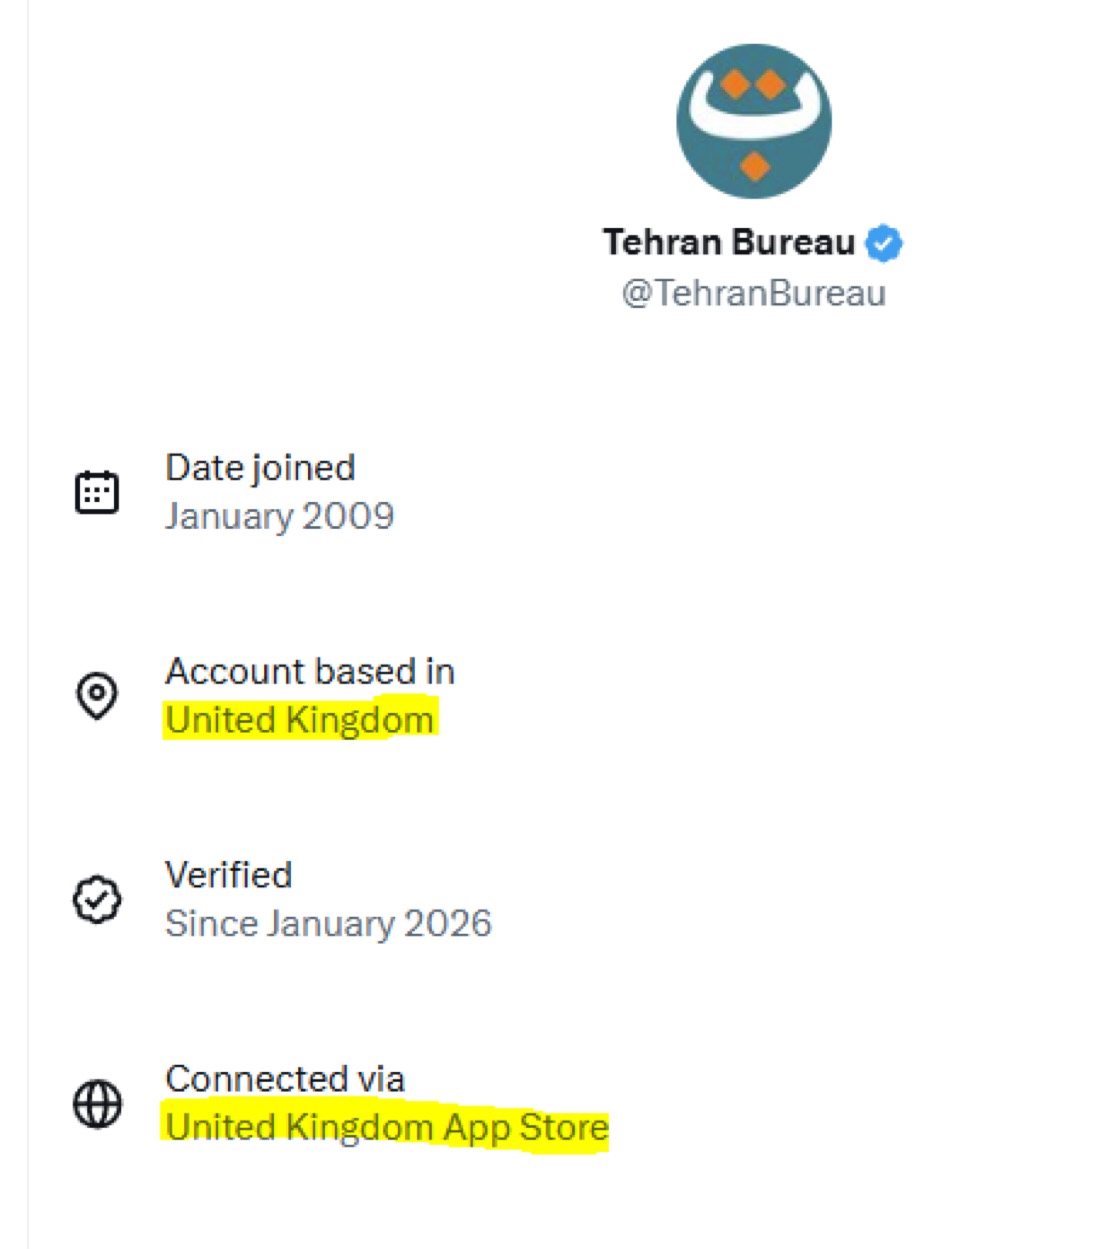 Tehran Bureau
@TehranBureau
Date joined
January 2009
Account based in
United Kingdom
Verified
Since January 2026
Connected via
United Kingdom App Store